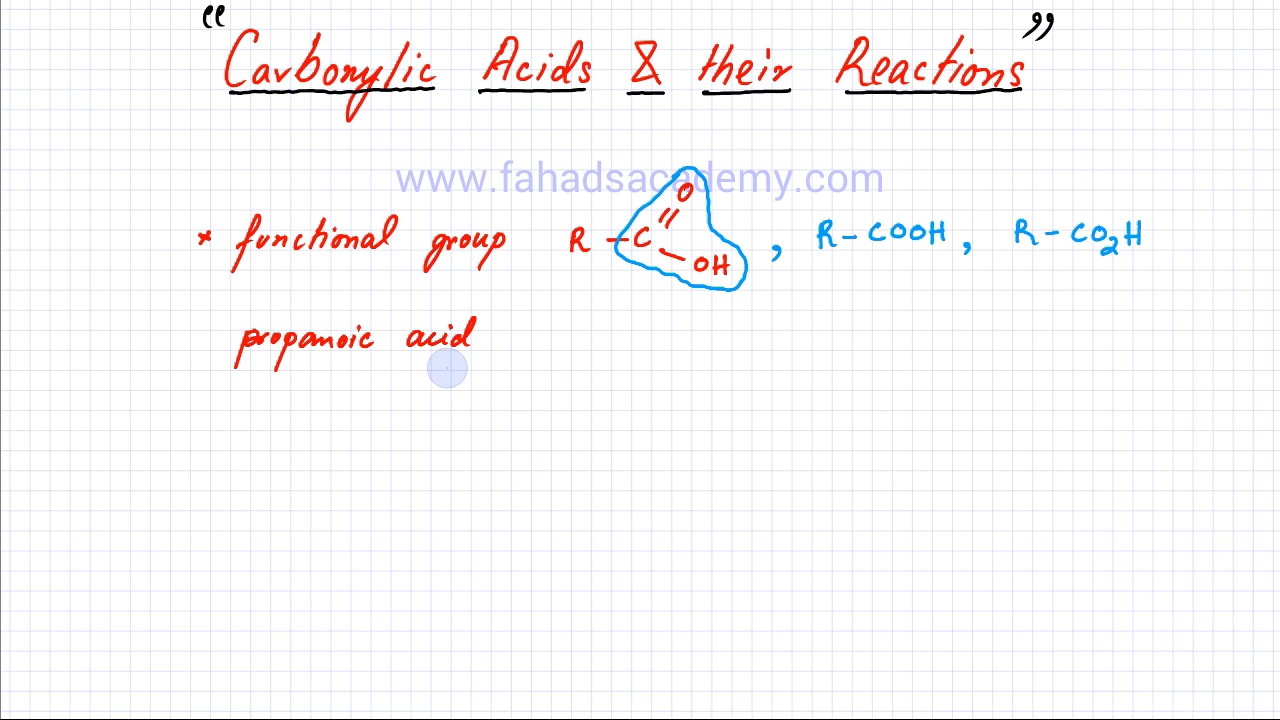 “Carboxylic Acids & their Reactions”
www.fahadsacademy.com
* functional group R-C=O-OH, R-COOH, R-CO₂H
propanoic acid